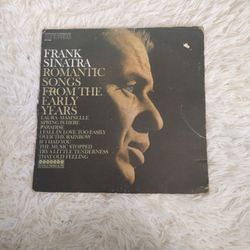 FRANK
SINATRA
ROMANTIC
SONGS
FROM THE
EARLY
YEARS
LAURA, MAMSELLE
SPRING IS HERE
PARADISE
I FALL IN LOVE TOO EASILY
OVER THE RAINBOW
IF I HAD YOU
THE MUSIC STOPPED
TRY A LITTLE TENDERNESS
THAT OLD FEELING